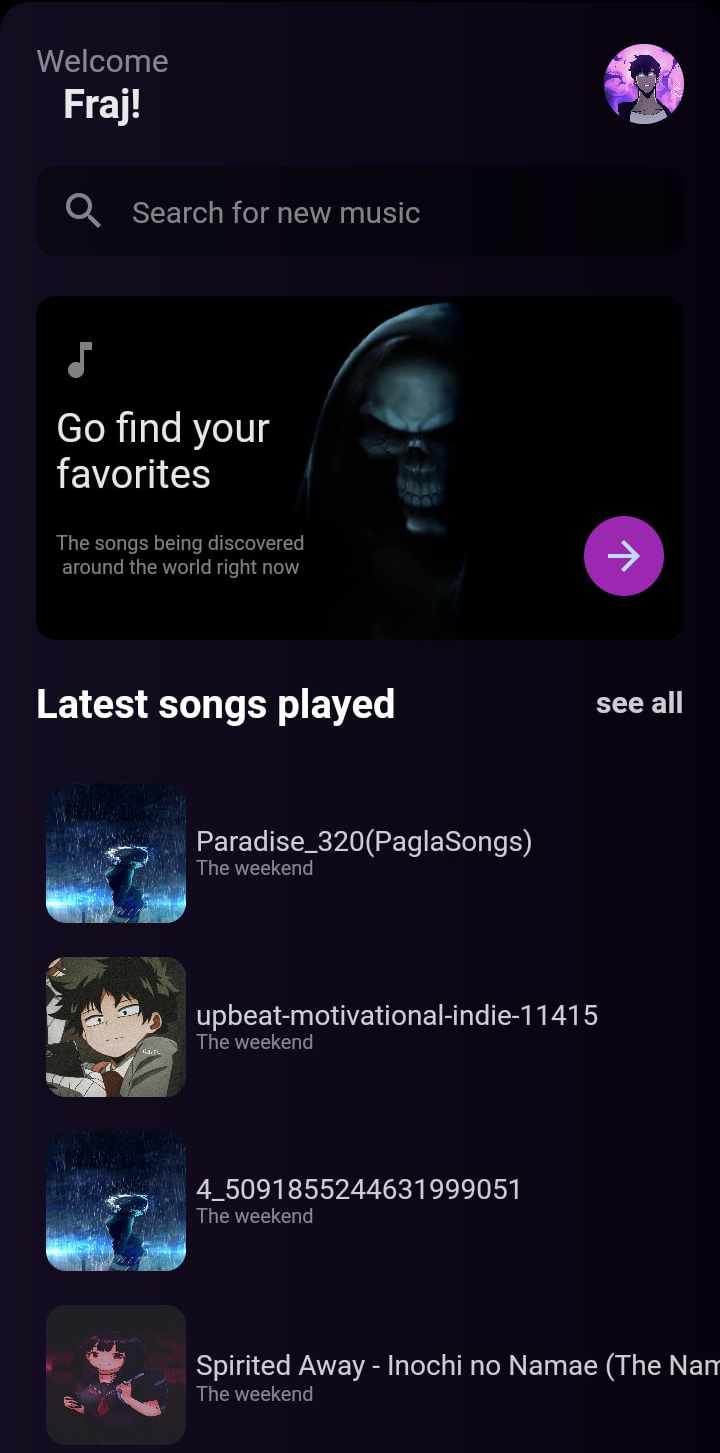 Welcome
Fraj!
Search for new music
Go find your
favorites
The songs being discovered
around the world right now
Latest songs played
see all
Paradise_320(PaglaSongs)
The weekend
upbeat-motivational-indie-11415
The weekend
4_5091855244631999051
The weekend
Spirited Away - Inochi no Namae (The Nam
The weekend